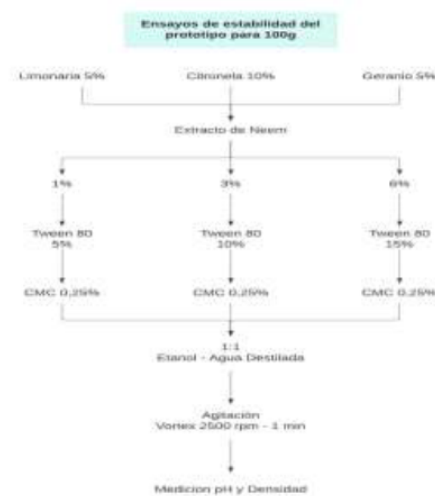 Ensayos de estabilidad del
prototipo para 100g
Limonaria 5%
Citronela 10%
Geranio 5%
Extracto de Neem
1%
3%
6%
Tween 80
5%
Tween 80
10%
Tween 80
15%
CMC 0,25%
CMC 0,25%
CMC 0,25%
1:1
Etanol - Agua Destilada
Agitación
Vortex 2500 rpm - 1 min
Medicion pH y Densidad